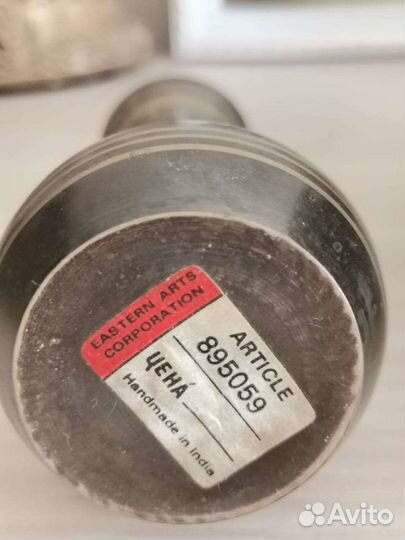 EASTERN ARTS
CORPORATION
ARTICLE
895059
ЦЕНА
Handmade in India
Avito